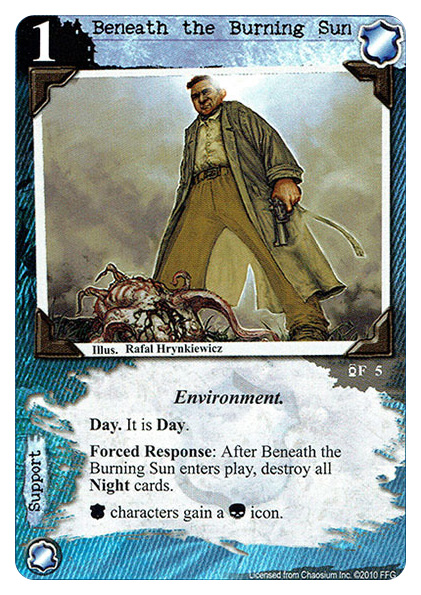 1
Beneath the Burning Sun
Illus. Rafal Hrynkiewicz
F 5
Environment.
Day. It is Day.
Forced Response: After Beneath the
Burning Sun enters play, destroy all
Night cards.
characters gain a icon.
Support
Licensed from Chaosium Inc. ©2010 FFG